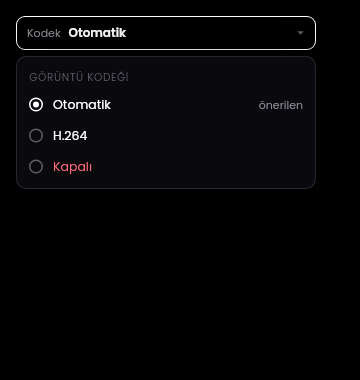 Kodek Otomatik
GÖRÜNTÜ KODEĞİ
Otomatik önerilen
H.264
Kapalı